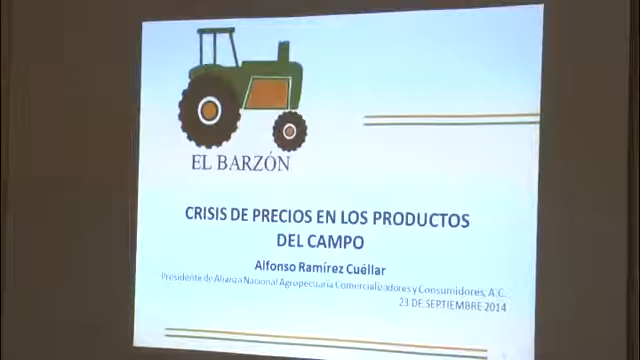 EL BARZÓN
CRISIS DE PRECIOS EN LOS PRODUCTOS
DEL CAMPO
Alfonso Ramírez Cuéllar
Presidente de Alianza Nacional Agropecuaria Comercializadores y Consumidores, A.C.
23 DE SEPTIEMBRE 2014